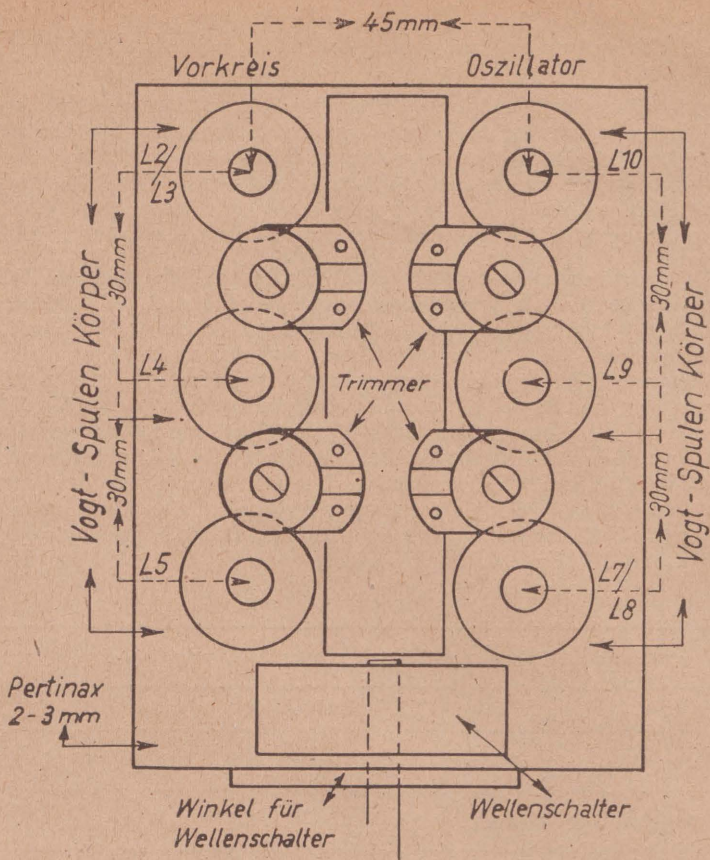 45mm
Vorkreis
Oszillator
L2/
L3
L10
30mm
30mm
Vogt - Spulen Körper
Vogt - Spulen Körper
L4
Trimmer
L9
30mm
30mm
L5
L7/
L8
Pertinax
2-3mm
Winkel für
Wellenschalter
Wellenschalter